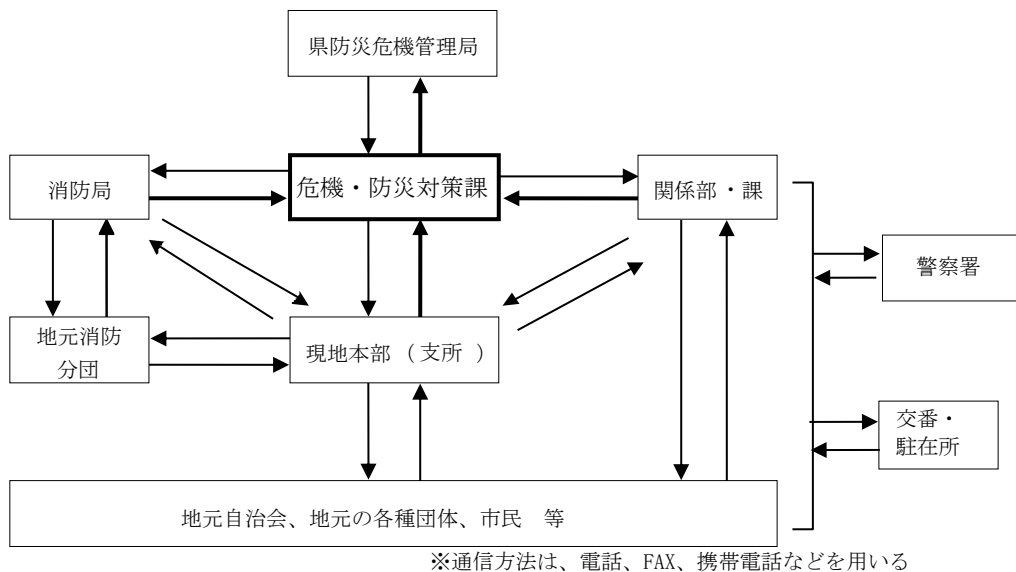 県防災危機管理局
消防局
危機・防災対策課
関係部・課
警察署
地元消防
分団
現地本部（支所 ）
交番・
駐在所
地元自治会、地元の各種団体、市民　等
※通信方法は、電話、FAX、携帯電話などを用いる